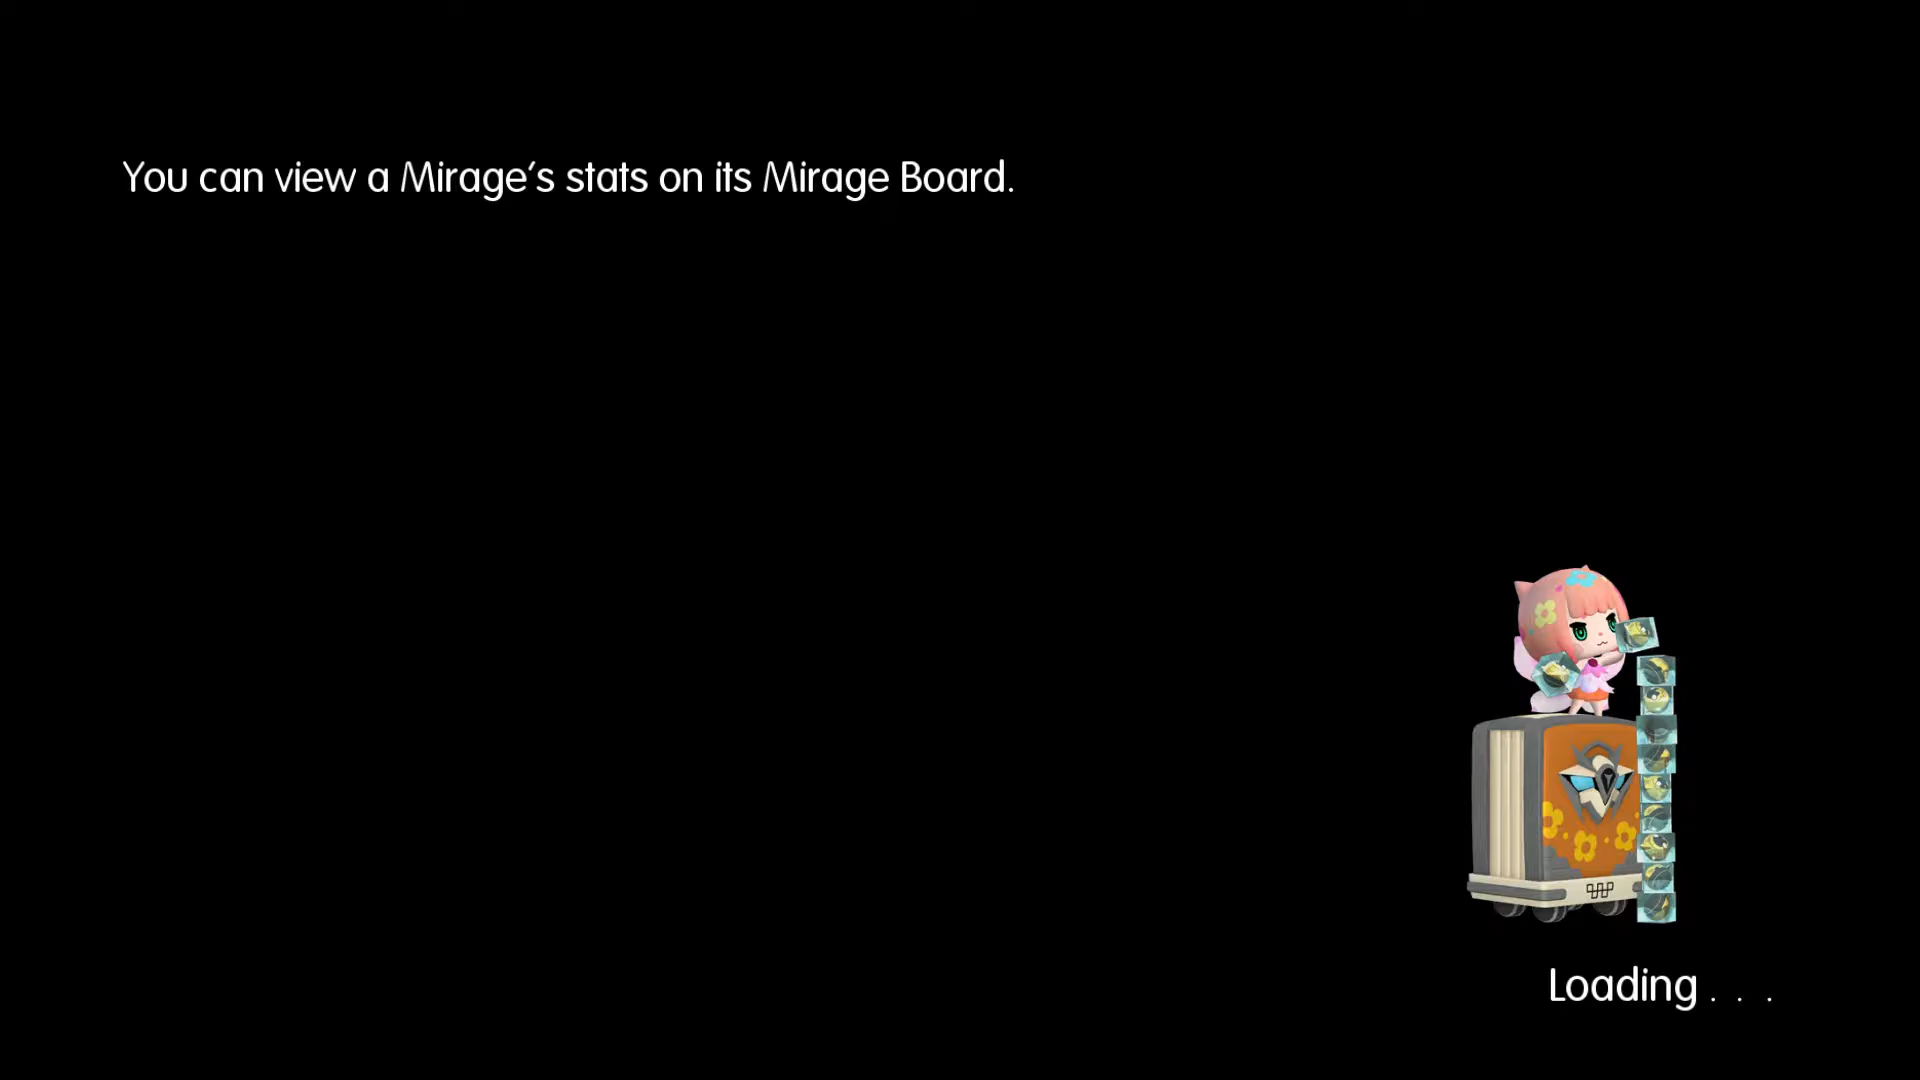 You can view a Mirage's stats on its Mirage Board.
Loading . . .